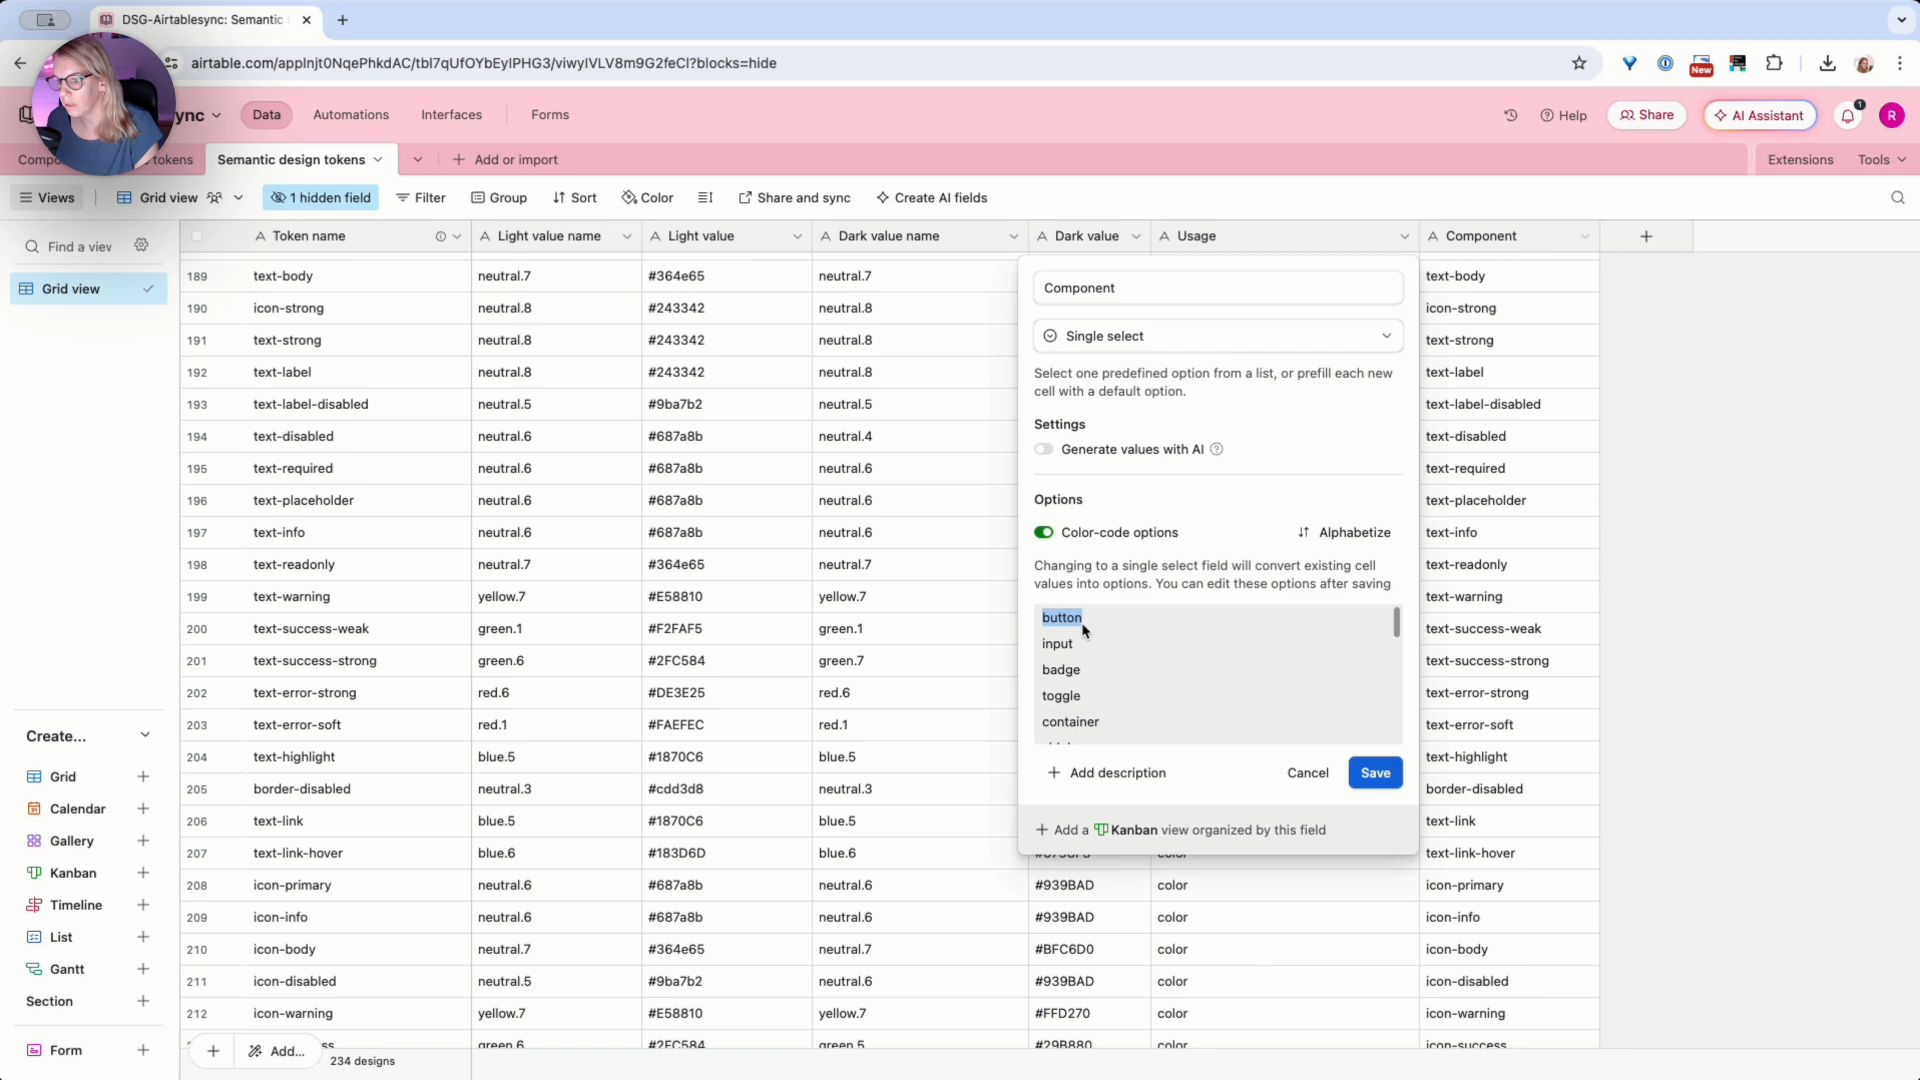 DSG-Airtablesync: Semantic
airtable.com/applnjt0NqePhkdAC/tbl7qUfOYbEylPHG3/viwylVLV8m9G2feCl?blocks=hide
New
ync
Data
Automations
Interfaces
Forms
Help
Share
AI Assistant
1
R
Compo
tokens
Semantic design tokens
Add or import
Extensions
Tools
Views
Grid view
1 hidden field
Filter
Group
Sort
Color
Share and sync
Create AI fields
Find a view
Grid view
Token name
Light value name
Light value
Dark value name
Dark value
Usage
Component
189 text-body neutral.7 #364e65 neutral.7 text-body
190 icon-strong neutral.8 #243342 neutral.8 icon-strong
191 text-strong neutral.8 #243342 neutral.8 text-strong
192 text-label neutral.8 #243342 neutral.8 text-label
193 text-label-disabled neutral.5 #9ba7b2 neutral.5 text-label-disabled
194 text-disabled neutral.6 #687a8b neutral.4 text-disabled
195 text-required neutral.6 #687a8b neutral.6 text-required
196 text-placeholder neutral.6 #687a8b neutral.6 text-placeholder
197 text-info neutral.6 #687a8b neutral.6 text-info
198 text-readonly neutral.7 #364e65 neutral.7 text-readonly
199 text-warning yellow.7 #E58810 yellow.7 text-warning
200 text-success-weak green.1 #F2FAF5 green.1 text-success-weak
201 text-success-strong green.6 #2FC584 green.7 text-success-strong
202 text-error-strong red.6 #DE3E25 red.6 text-error-strong
203 text-error-soft red.1 #FAEFEC red.1 text-error-soft
204 text-highlight blue.5 #1870C6 blue.5 text-highlight
205 border-disabled neutral.3 #cdd3d8 neutral.3 border-disabled
206 text-link blue.5 #1870C6 blue.5 text-link
207 text-link-hover blue.6 #183D6D blue.6 color text-link-hover
208 icon-primary neutral.6 #687a8b neutral.6 #939BAD color icon-primary
209 icon-info neutral.6 #687a8b neutral.6 #939BAD color icon-info
210 icon-body neutral.7 #364e65 neutral.7 #BFC6D0 color icon-body
211 icon-disabled neutral.5 #9ba7b2 neutral.6 #939BAD color icon-disabled
212 icon-warning yellow.7 #E58810 yellow.7 #FFD270 color icon-warning
green.6 #2FC584 green.5 #29B880 color icon-success
Component
Single select
Select one predefined option from a list, or prefill each new
cell with a default option.
Settings
Generate values with AI
Options
Color-code options
Alphabetize
Changing to a single select field will convert existing cell
values into options. You can edit these options after saving
button
input
badge
toggle
container
Add description
Cancel
Save
Add a Kanban view organized by this field
Create...
Grid
Calendar
Gallery
Kanban
Timeline
List
Gantt
Section
Form
Add...
234 designs